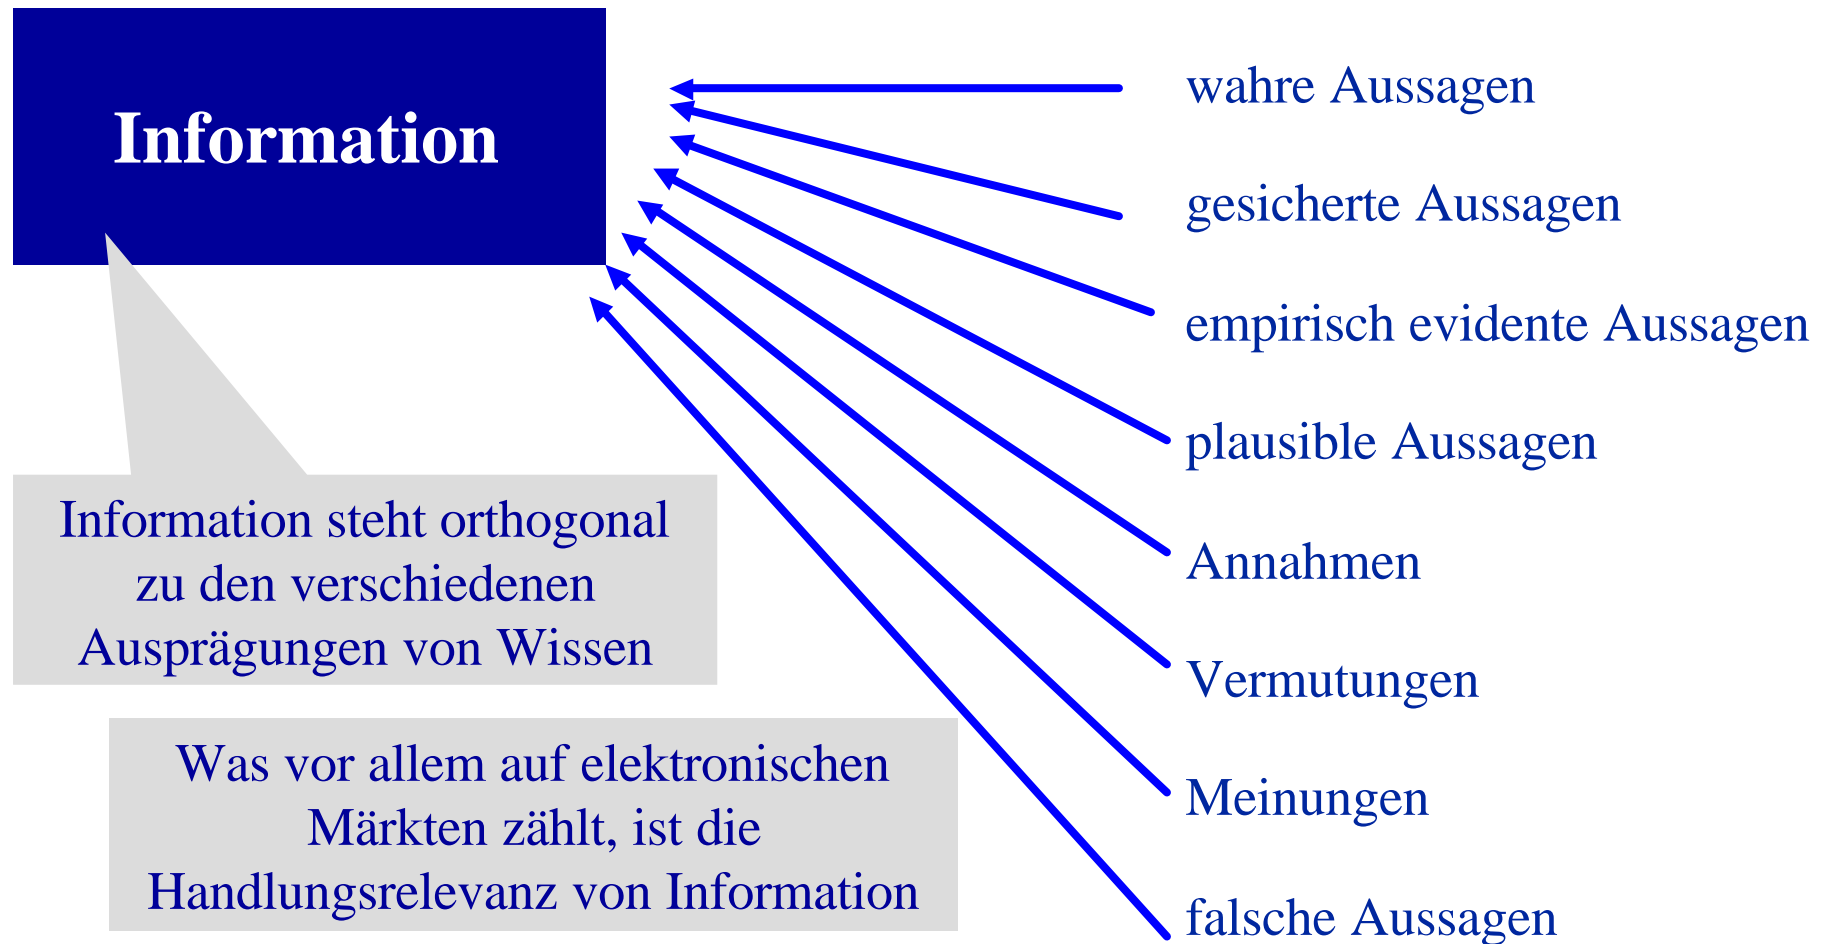 Information
wahre Aussagen
gesicherte Aussagen
empirisch evidente Aussagen
plausible Aussagen
Annahmen
Vermutungen
Meinungen
falsche Aussagen
Information steht orthogonal
zu den verschiedenen
Ausprägungen von Wissen
Was vor allem auf elektronischen
Märkten zählt, ist die
Handlungsrelevanz von Information